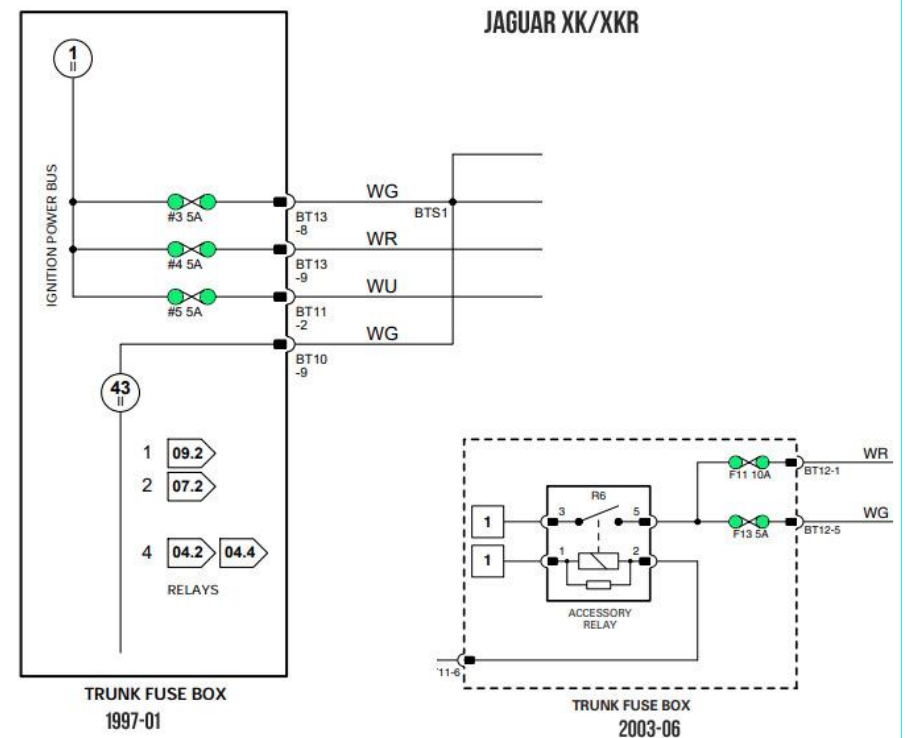 JAGUAR XK/XKR
1
II
IGNITION POWER BUS
#3 5A
BT13
-8
WG
BTS1
#4 5A
BT13
-9
WR
#5 5A
BT11
-2
WU
BT10
-9
WG
43
II
1 09.2
2 07.2
4 04.2 04.4
RELAYS
TRUNK FUSE BOX
1997-01
R6
1
3
5
1
1
2
ACCESSORY
RELAY
F11 10A
BT12-1
WR
F13 5A
BT12-5
WG
11-6
TRUNK FUSE BOX
2003-06